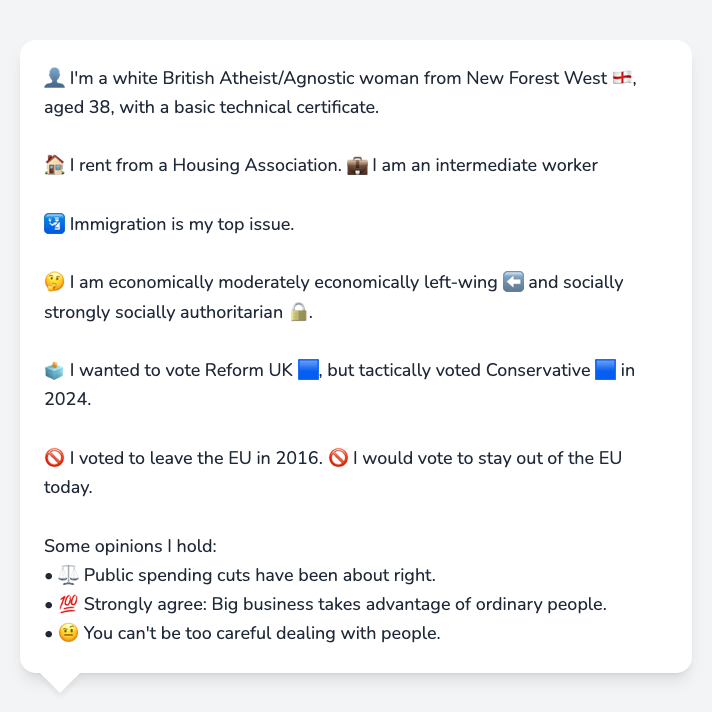 👤 I'm a white British Atheist/Agnostic woman from New Forest West 🏴󠁧󠁢󠁥󠁮󠁧󠁿,
aged 38, with a basic technical certificate.
🏠 I rent from a Housing Association. 💼 I am an intermediate worker
🛂 Immigration is my top issue.
🤔 I am economically moderately economically left-wing ⬅️ and socially
strongly socially authoritarian 🔒.
🗳️ I wanted to vote Reform UK 🟦, but tactically voted Conservative 🟦 in
2024.
🚫 I voted to leave the EU in 2016. 🚫 I would vote to stay out of the EU
today.
Some opinions I hold:
• ⚖️ Public spending cuts have been about right.
• 💯 Strongly agree: Big business takes advantage of ordinary people.
• 🤨 You can't be too careful dealing with people.